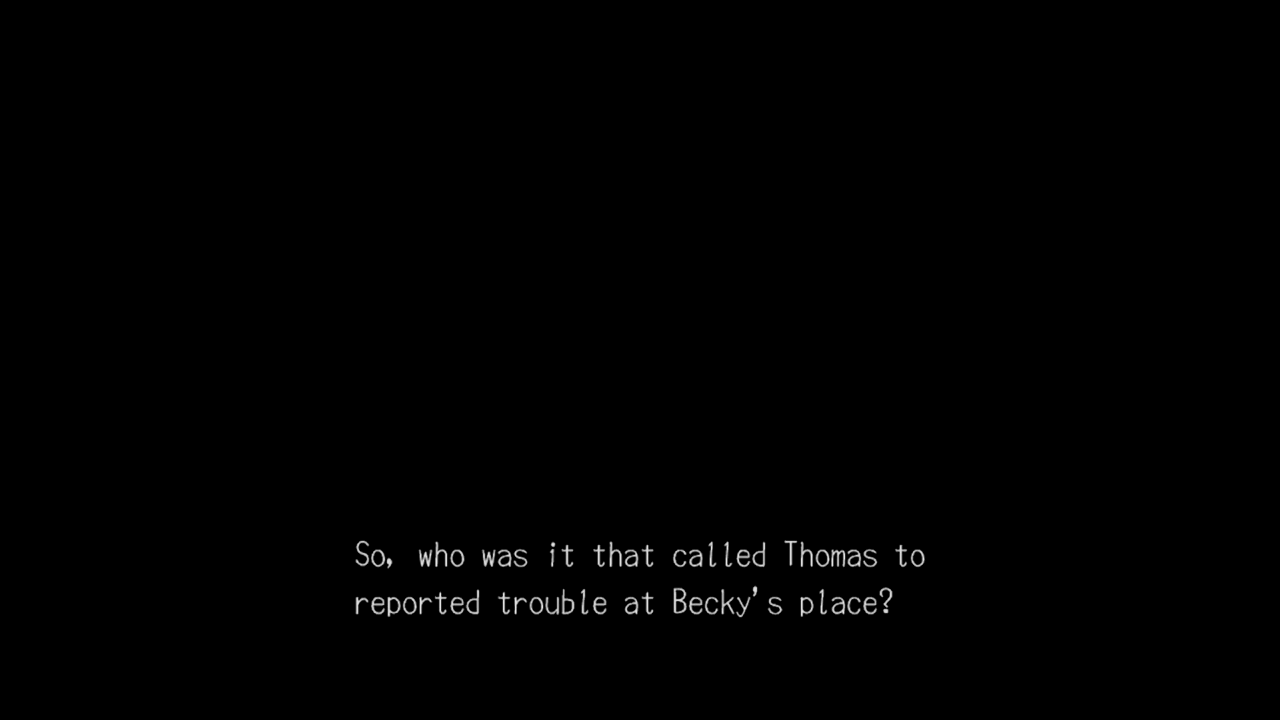 So, who was it that called Thomas to
reported trouble at Becky's place?